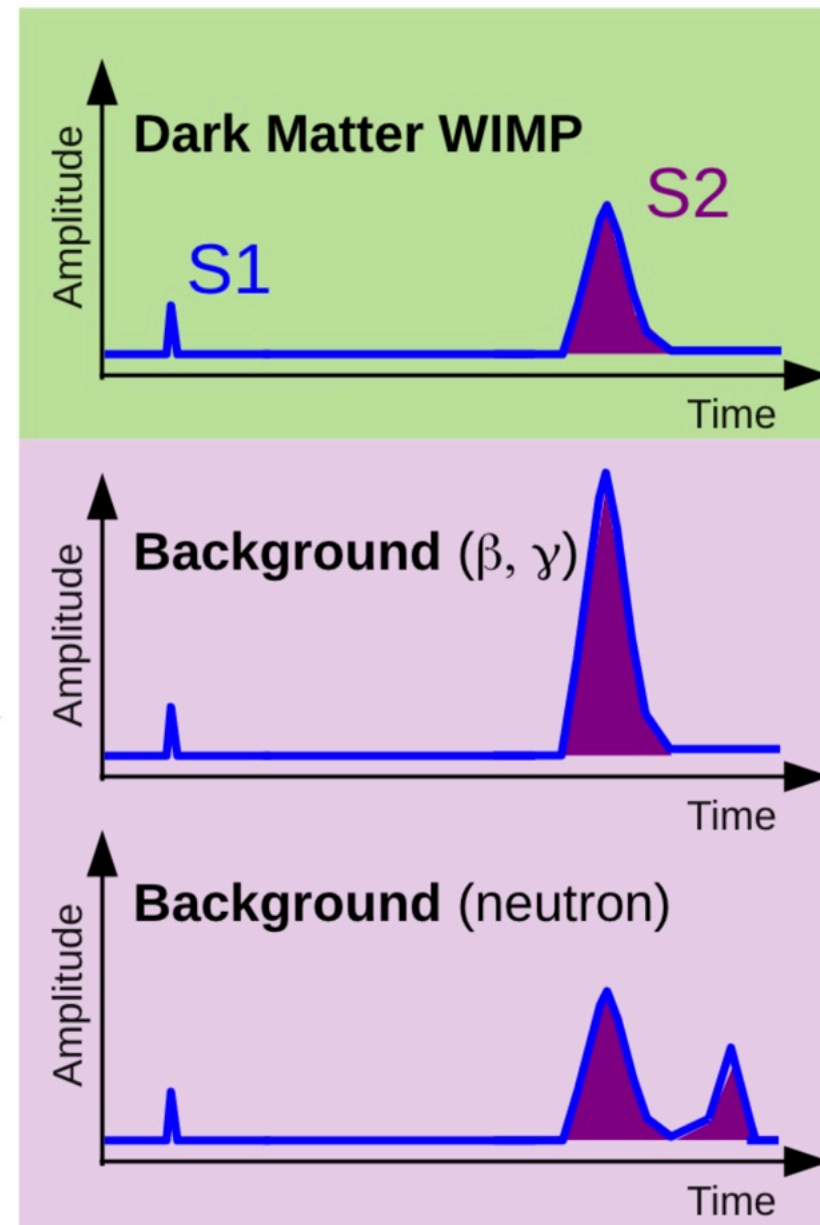 Dark Matter WIMP
S2
S1
Amplitude
Time
Background (β, γ)
Amplitude
Time
Background (neutron)
Amplitude
Time